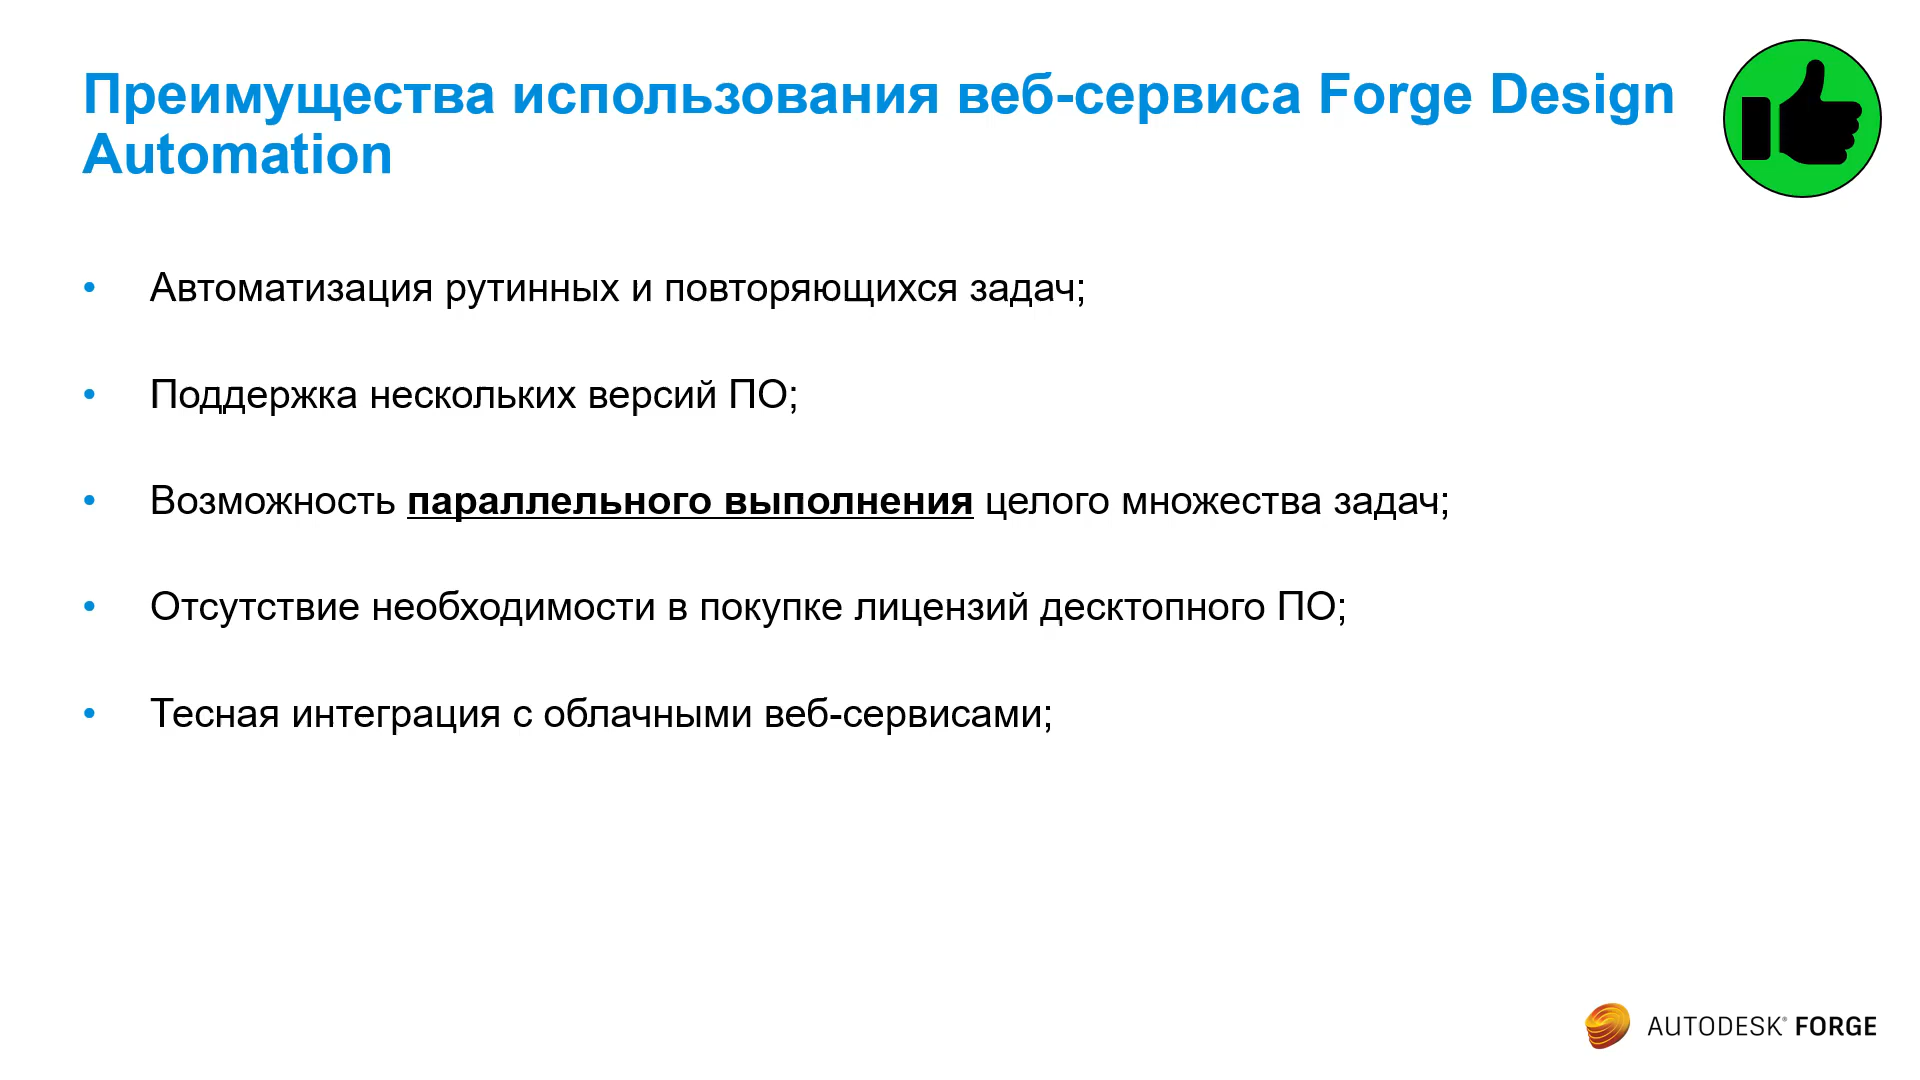 Преимущества использования веб-сервиса Forge Design
Automation
• Автоматизация рутинных и повторяющихся задач;
• Поддержка нескольких версий ПО;
• Возможность параллельного выполнения целого множества задач;
• Отсутствие необходимости в покупке лицензий десктопного ПО;
• Тесная интеграция с облачными веб-сервисами;
AUTODESK® FORGE